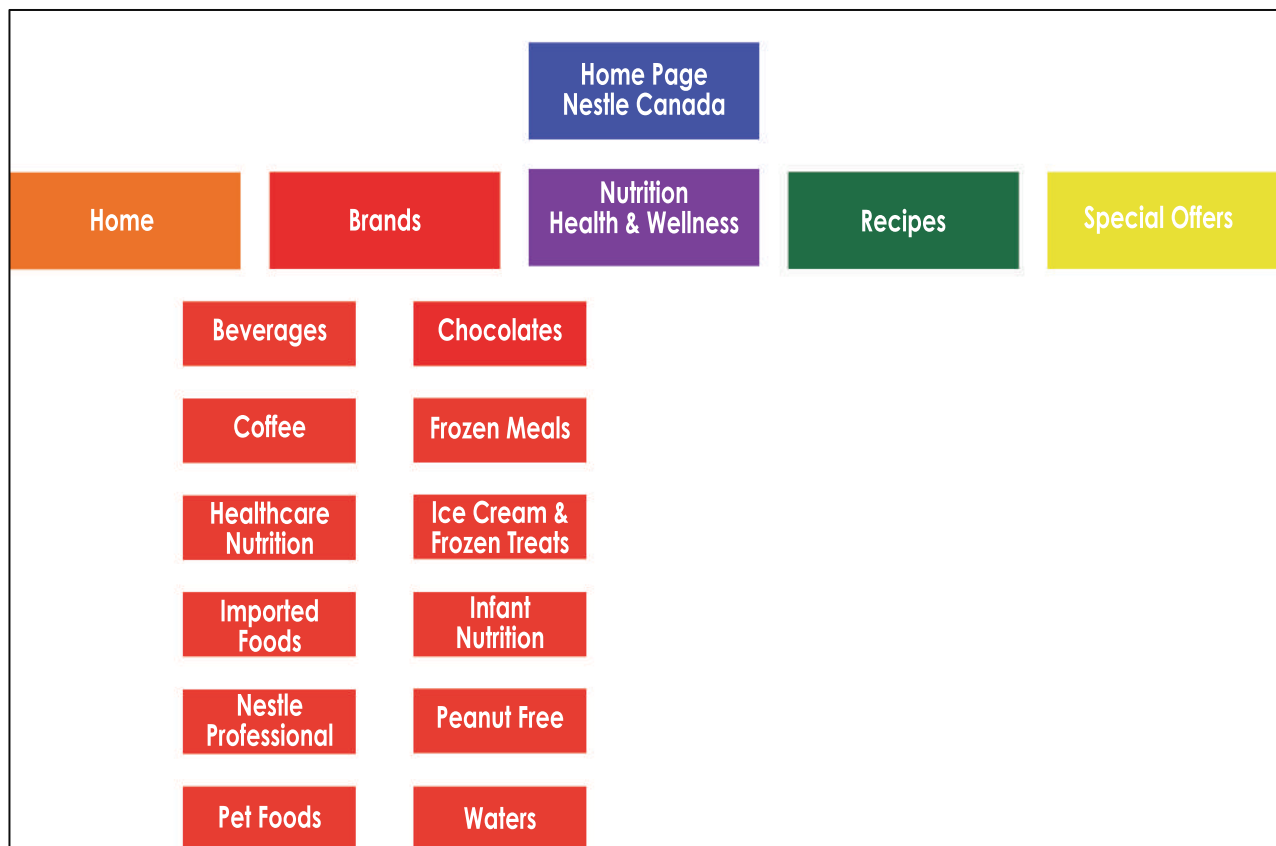 Home Page
Nestle Canada
Home
Brands
Nutrition
Health & Wellness
Recipes
Special Offers
Beverages
Chocolates
Coffee
Frozen Meals
Healthcare
Nutrition
Ice Cream &
Frozen Treats
Imported
Foods
Infant
Nutrition
Nestle
Professional
Peanut Free
Pet Foods
Waters